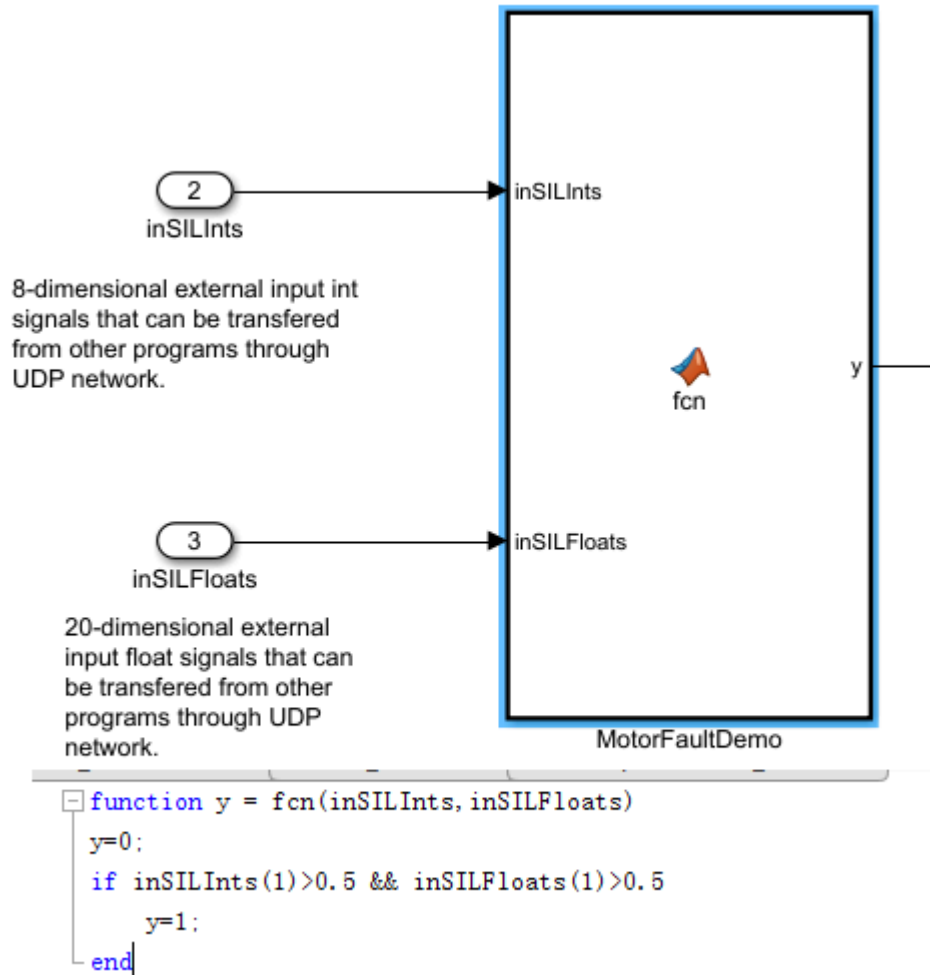 2
inSILInts
inSILInts
8-dimensional external input int
signals that can be transfered
from other programs through
UDP network.
y
fcn
3
inSILFloats
inSILFloats
20-dimensional external
input float signals that can
be transfered from other
programs through UDP
network.
MotorFaultDemo
function y = fcn(inSILInts,inSILFloats)
y=0;
if inSILInts(1)>0.5 && inSILFloats(1)>0.5
y=1;
end